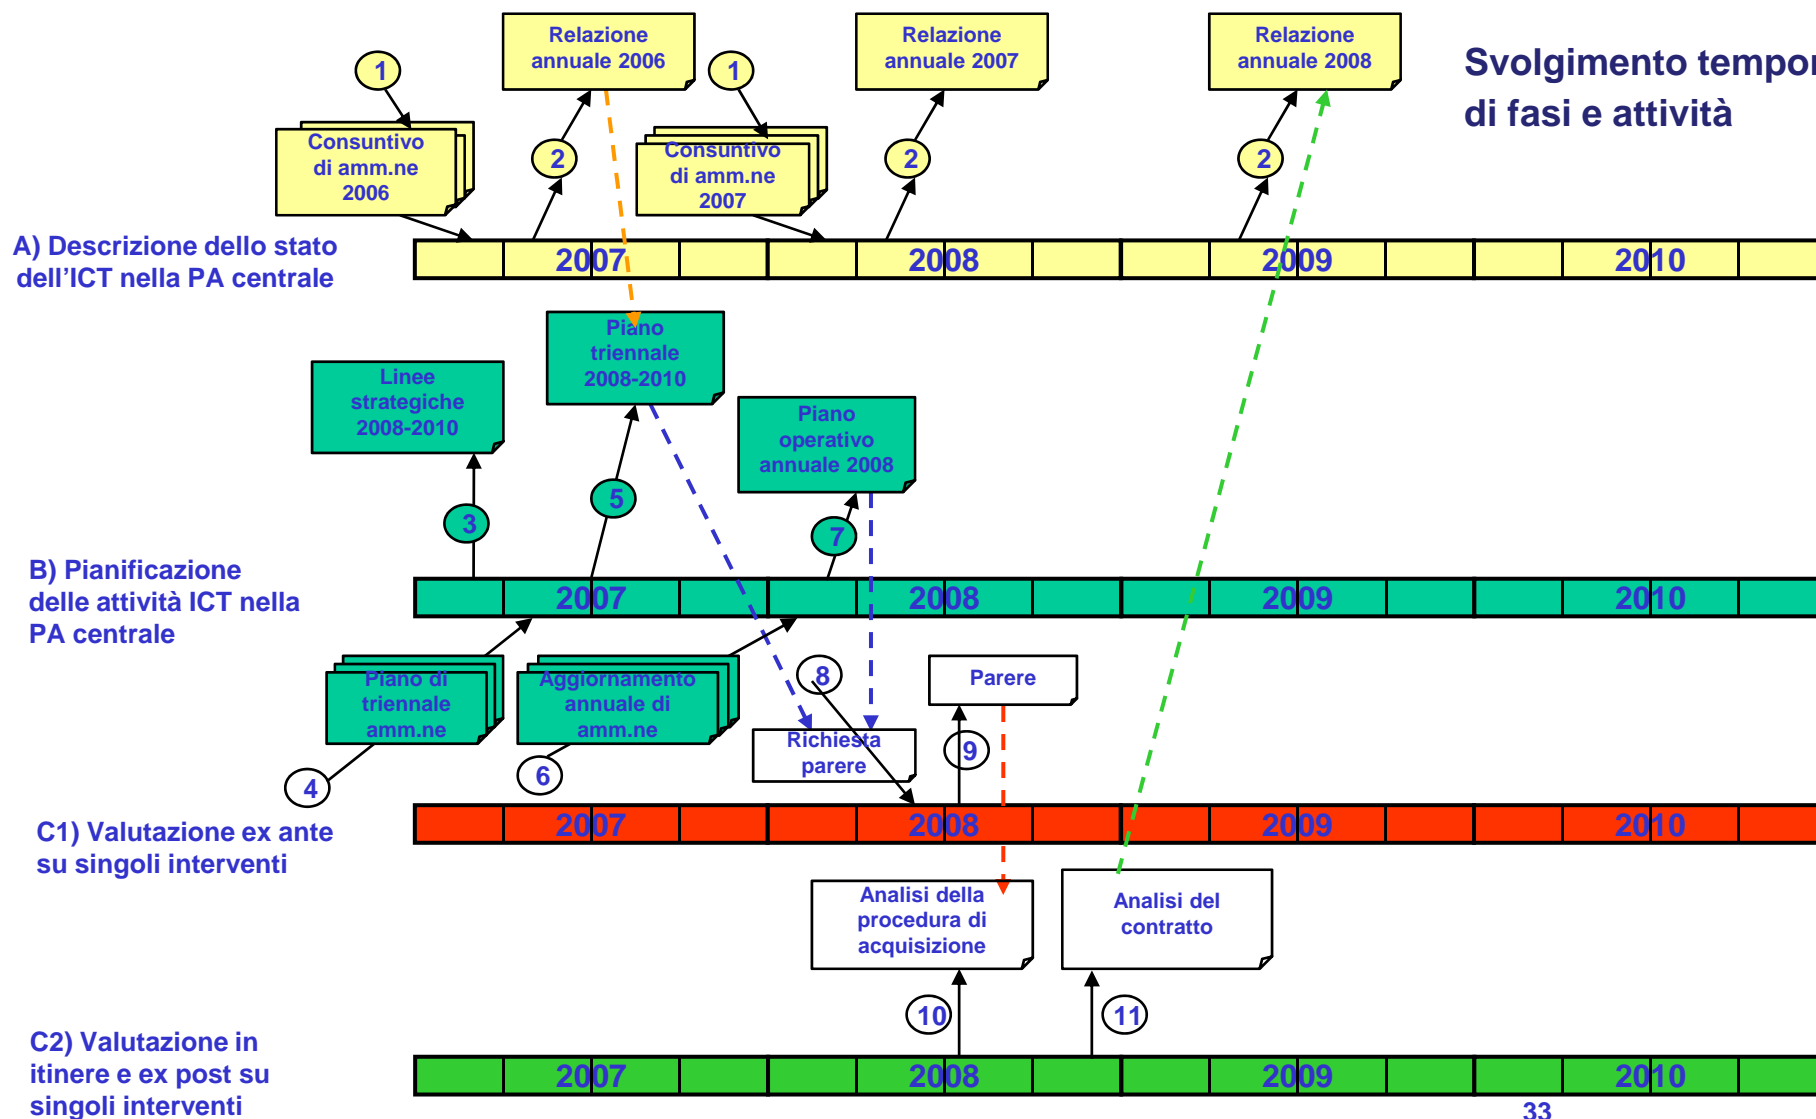 Svolgimento tempor
di fasi e attività
1
Relazione
annuale 2006
1
Relazione
annuale 2007
Relazione
annuale 2008
Consuntivo
di amm.ne
2006
2
Consuntivo
di amm.ne
2007
2
2
A) Descrizione dello stato
dell’ICT nella PA centrale
2007 2008 2009 2010
Piano
triennale
2008-2010
Linee
strategiche
2008-2010
Piano
operativo
annuale 2008
3
5
7
B) Pianificazione
delle attività ICT nella
PA centrale
2007 2008 2009 2010
Piano di
triennale
amm.ne
4
Aggiornamento
annuale di
amm.ne
6
8
Richiesta
parere
Parere
9
C1) Valutazione ex ante
su singoli interventi
2007 2008 2009 2010
Analisi della
procedura di
acquisizione
Analisi del
contratto
10
11
C2) Valutazione in
itinere e ex post su
singoli interventi
2007 2008 2009 2010
33